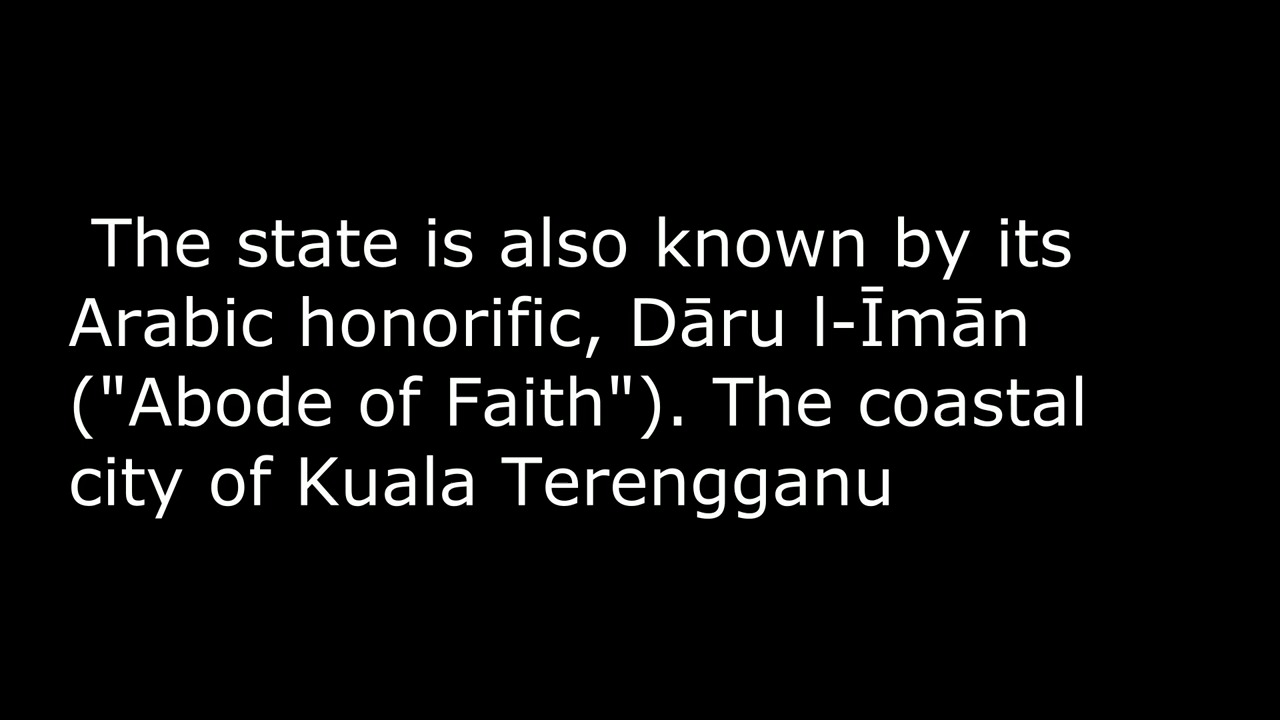 The state is also known by its
Arabic honorific, Dāru l-Īmān
("Abode of Faith"). The coastal
city of Kuala Terengganu